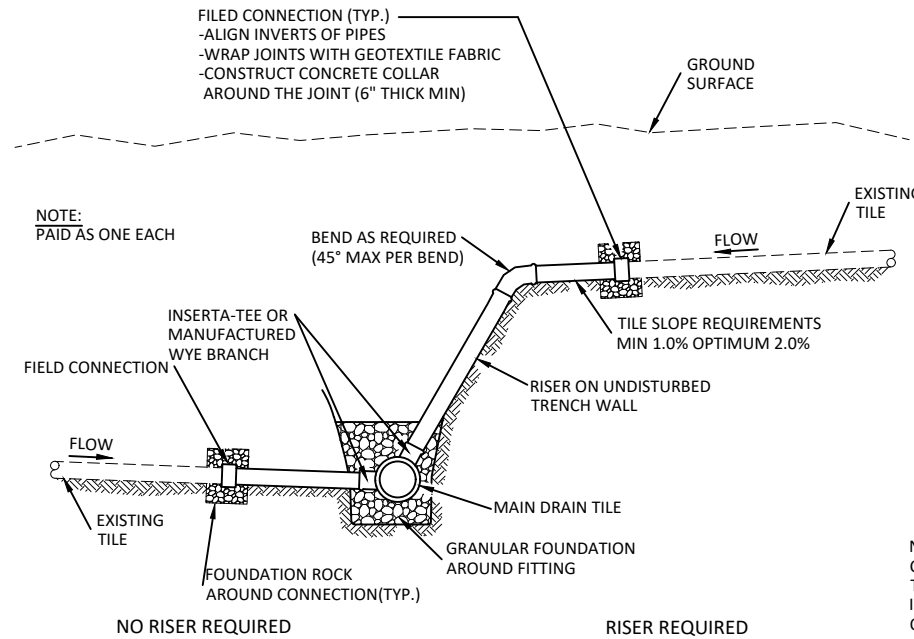 FILED CONNECTION (TYP.)
-ALIGN INVERTS OF PIPES
-WRAP JOINTS WITH GEOTEXTILE FABRIC
-CONSTRUCT CONCRETE COLLAR
AROUND THE JOINT (6" THICK MIN)
GROUND
SURFACE
NOTE:
PAID AS ONE EACH
BEND AS REQUIRED
(45° MAX PER BEND)
FLOW
EXISTING
TILE
INSERTA-TEE OR
MANUFACTURED
WYE BRANCH
TILE SLOPE REQUIREMENTS
MIN 1.0% OPTIMUM 2.0%
FIELD CONNECTION
RISER ON UNDISTURBED
TRENCH WALL
FLOW
EXISTING
TILE
MAIN DRAIN TILE
GRANULAR FOUNDATION
AROUND FITTING
FOUNDATION ROCK
AROUND CONNECTION(TYP.)
NO RISER REQUIRED
RISER REQUIRED